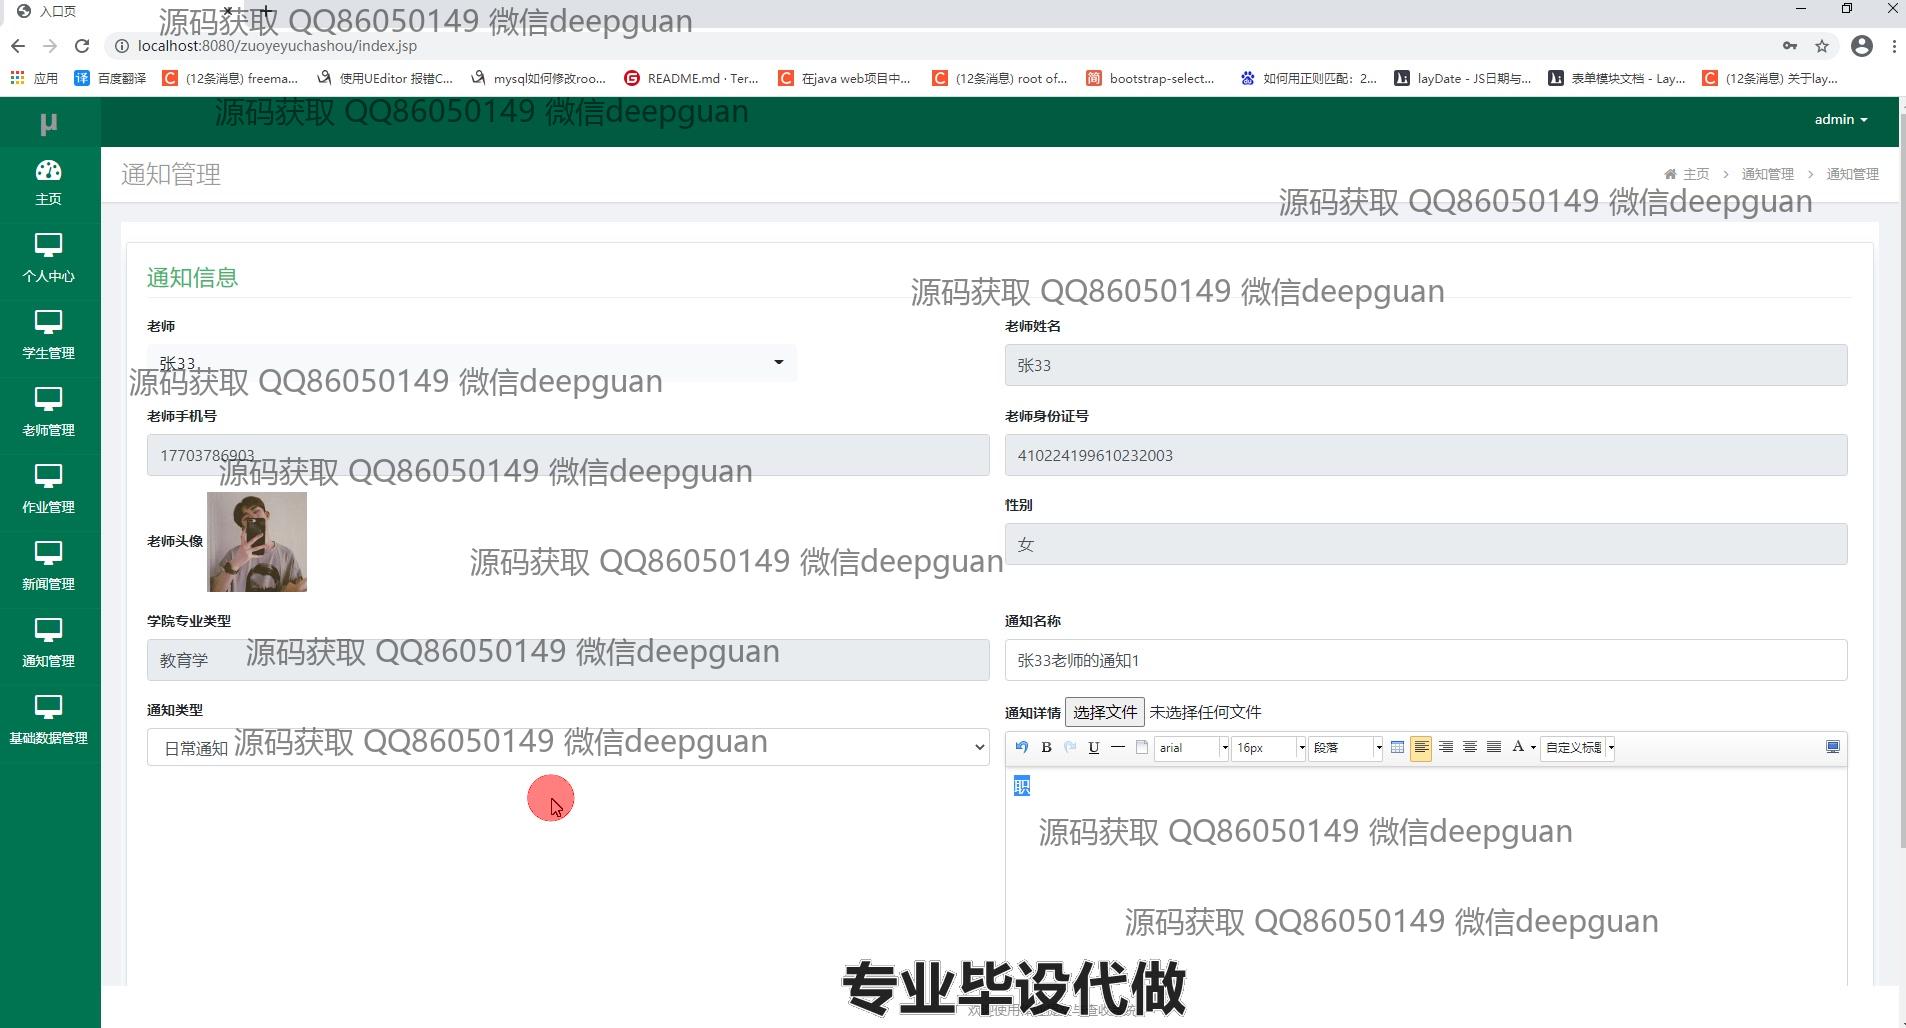 入口页
源码获取 QQ86050149 微信deepguan
localhost:8080/zuoyeyuchashou/index.jsp
应用
百度翻译
(12条消息) freema...
使用UEditor 报错C...
mysql如何修改roo...
README.md · Ter...
在java web项目中...
(12条消息) root of...
bootstrap-select...
如何用正则匹配：2...
layDate - JS日期与...
表单模块文档 - Lay...
(12条消息) 关于lay...
源码获取 QQ86050149 微信deepguan
μ
admin
主页
通知管理
主页 > 通知管理 > 通知管理
源码获取 QQ86050149 微信deepguan
个人中心
通知信息
源码获取 QQ86050149 微信deepguan
学生管理
老师
老师姓名
张33
张33
源码获取 QQ86050149 微信deepguan
老师管理
老师手机号
老师身份证号
17703786903
410224199610232003
源码获取 QQ86050149 微信deepguan
作业管理
老师头像
性别
女
源码获取 QQ86050149 微信deepguan
新闻管理
学院专业类型
通知名称
教育学
张33老师的通知1
源码获取 QQ86050149 微信deepguan
通知管理
通知类型
通知详情 选择文件 未选择任何文件
日常通知
源码获取 QQ86050149 微信deepguan
基础数据管理
B U arial 16px 段落 A 自定义标题
职
源码获取 QQ86050149 微信deepguan
源码获取 QQ86050149 微信deepguan
专业毕设代做
欢迎使用